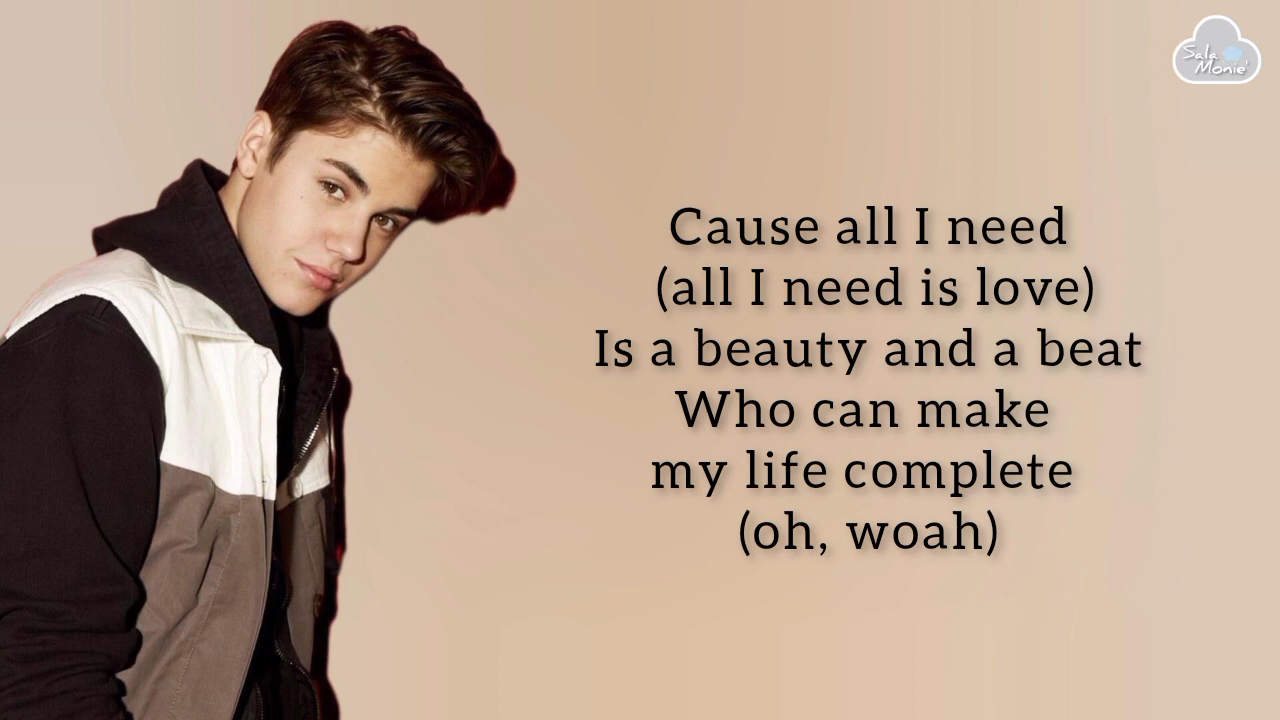 Sala
Monie'
Cause all I need
(all I need is love)
Is a beauty and a beat
Who can make
my life complete
(oh, woah)